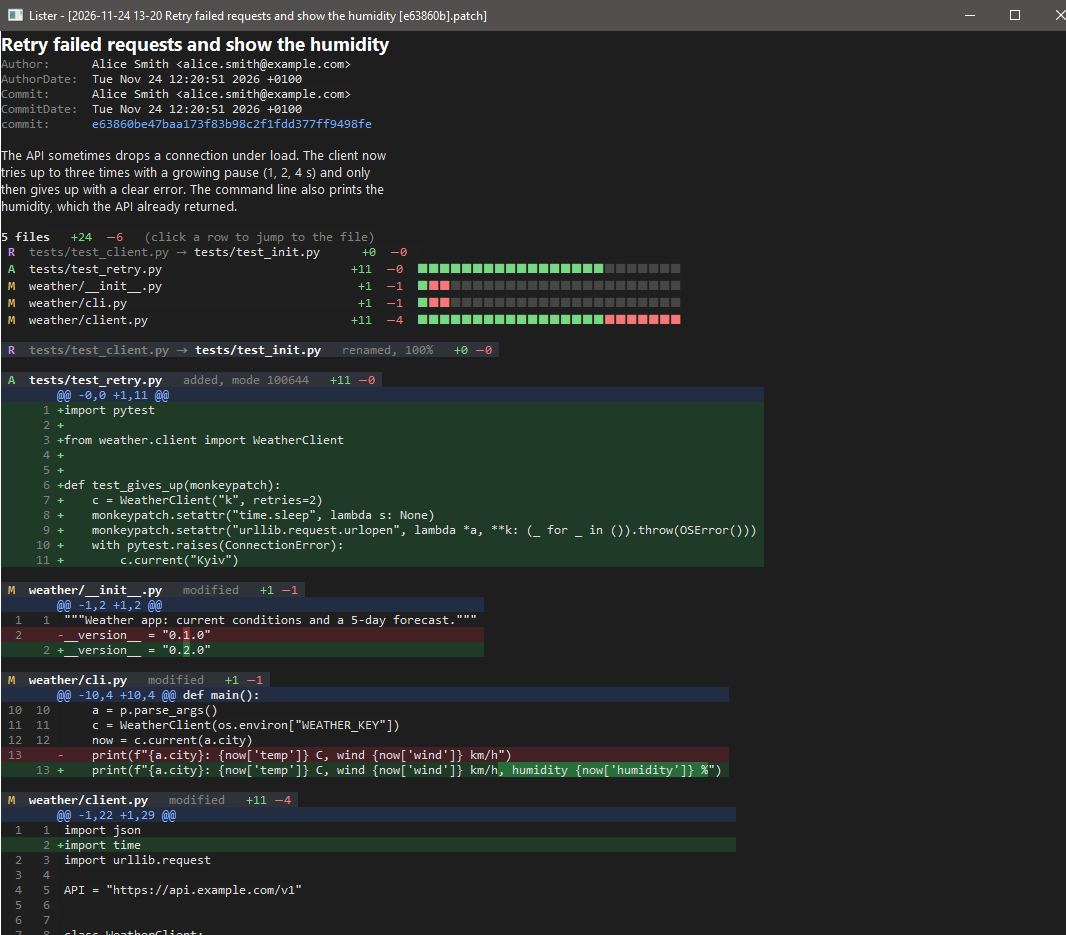 Lister - [2026-11-24 13-20 Retry failed requests and show the humidity [e63860b].patch]
Retry failed requests and show the humidity
Author: Alice Smith <alice.smith@example.com>
AuthorDate: Tue Nov 24 12:20:51 2026 +0100
Commit: Alice Smith <alice.smith@example.com>
CommitDate: Tue Nov 24 12:20:51 2026 +0100
commit: e63860be47baa173f83b98c2f1fdd377ff9498fe
The API sometimes drops a connection under load. The client now
tries up to three times with a growing pause (1, 2, 4 s) and only
then gives up with a clear error. The command line also prints the
humidity, which the API already returned.
5 files +24 −6 (click a row to jump to the file)
R tests/test_client.py → tests/test_init.py +0 −0
A tests/test_retry.py +11 −0
M weather/__init__.py +1 −1
M weather/cli.py +1 −1
M weather/client.py +11 −4
R tests/test_client.py → tests/test_init.py renamed, 100% +0 −0
A tests/test_retry.py added, mode 100644 +11 −0
@@ -0,0 +1,11 @@
1 +import pytest
2 +
3 +from weather.client import WeatherClient
4 +
5 +
6 +def test_gives_up(monkeypatch):
7 +    c = WeatherClient("k", retries=2)
8 +    monkeypatch.setattr("time.sleep", lambda s: None)
9 +    monkeypatch.setattr("urllib.request.urlopen", lambda *a, **k: (_ for _ in ()).throw(OSError()))
10 +    with pytest.raises(ConnectionError):
11 +        c.current("Kyiv")
M weather/__init__.py modified +1 −1
@@ -1,2 +1,2 @@
1 1 """Weather app: current conditions and a 5-day forecast."""
2 -__version__ = "0.1.0"
2 +__version__ = "0.2.0"
M weather/cli.py modified +1 −1
@@ -10,4 +10,4 @@ def main():
10 10     a = p.parse_args()
11 11     c = WeatherClient(os.environ["WEATHER_KEY"])
12 12     now = c.current(a.city)
13 -    print(f"{a.city}: {now['temp']} C, wind {now['wind']} km/h")
13 +    print(f"{a.city}: {now['temp']} C, wind {now['wind']} km/h, humidity {now['humidity']} %")
M weather/client.py modified +11 −4
@@ -1,22 +1,29 @@
1 1 import json
2 +import time
2 3 import urllib.request
3 4
4 5 API = "https://api.example.com/v1"
5 6
6 7
7 8 class WeatherClient: